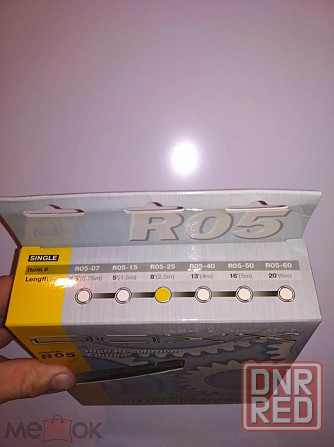 R05
SINGLE
Item # R05-07 R05-15 R05-25 R05-40 R05-50 R05-60
Length 5'(1.5m) 8'(2.5m) 13'(4m) 16'(5m) 20'(6m)
R05
DNR
RED
МЕШОК